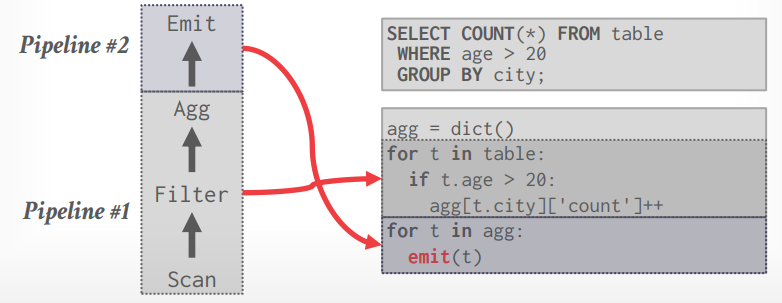 Pipeline #2
Emit
Agg
Pipeline #1
Filter
Scan
SELECT COUNT(*) FROM table
WHERE age > 20
GROUP BY city;
agg = dict()
for t in table:
if t.age > 20:
agg[t.city]['count']++
for t in agg:
emit(t)